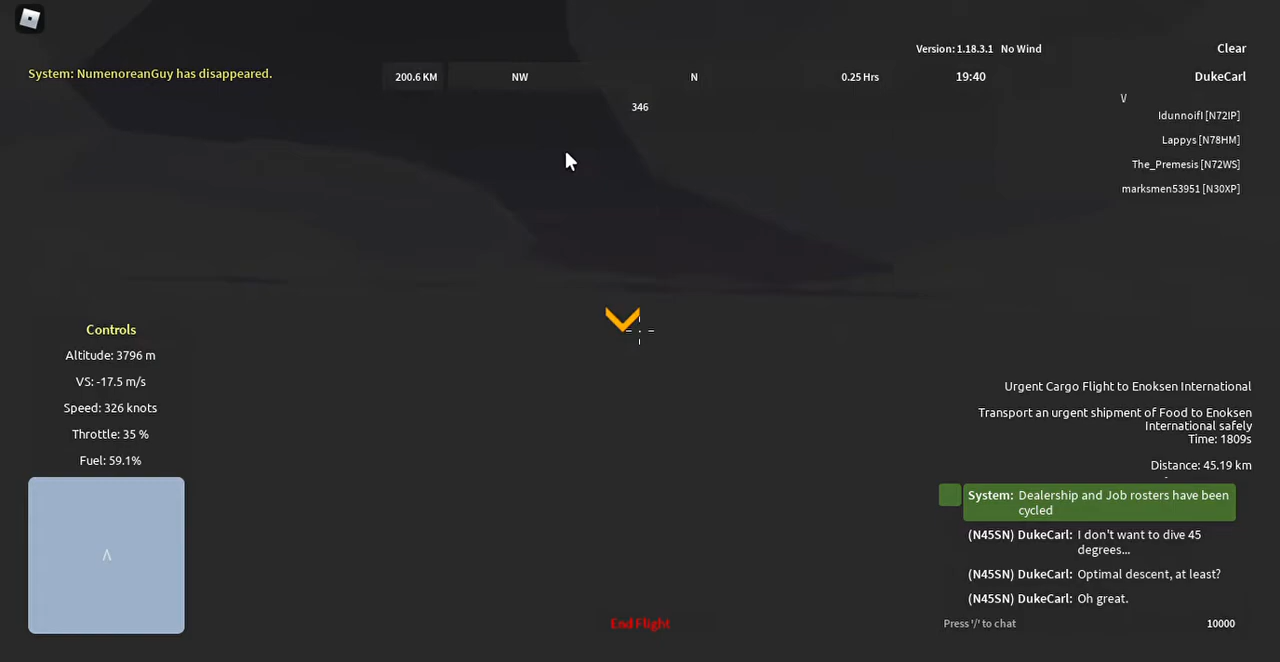 Version: 1.18.3.1 No Wind
Clear
System: NumenoreanGuy has disappeared.
200.6 KM
NW
N
0.25 Hrs
19:40
DukeCarl
V
346
Idunnoifl [N72IP]
Lappys [N78HM]
The_Premesis [N72WS]
marksmen53951 [N30XP]
Controls
Altitude: 3796 m
VS: -17.5 m/s
Speed: 326 knots
Throttle: 35 %
Fuel: 59.1%
Urgent Cargo Flight to Enoksen International
Transport an urgent shipment of Food to Enoksen
International safely
Time: 1809s
Distance: 45.19 km
System: Dealership and Job rosters have been
cycled
(N45SN) DukeCarl: I don't want to dive 45
degrees...
(N45SN) DukeCarl: Optimal descent, at least?
(N45SN) DukeCarl: Oh great.
End Flight
Press '/' to chat
10000